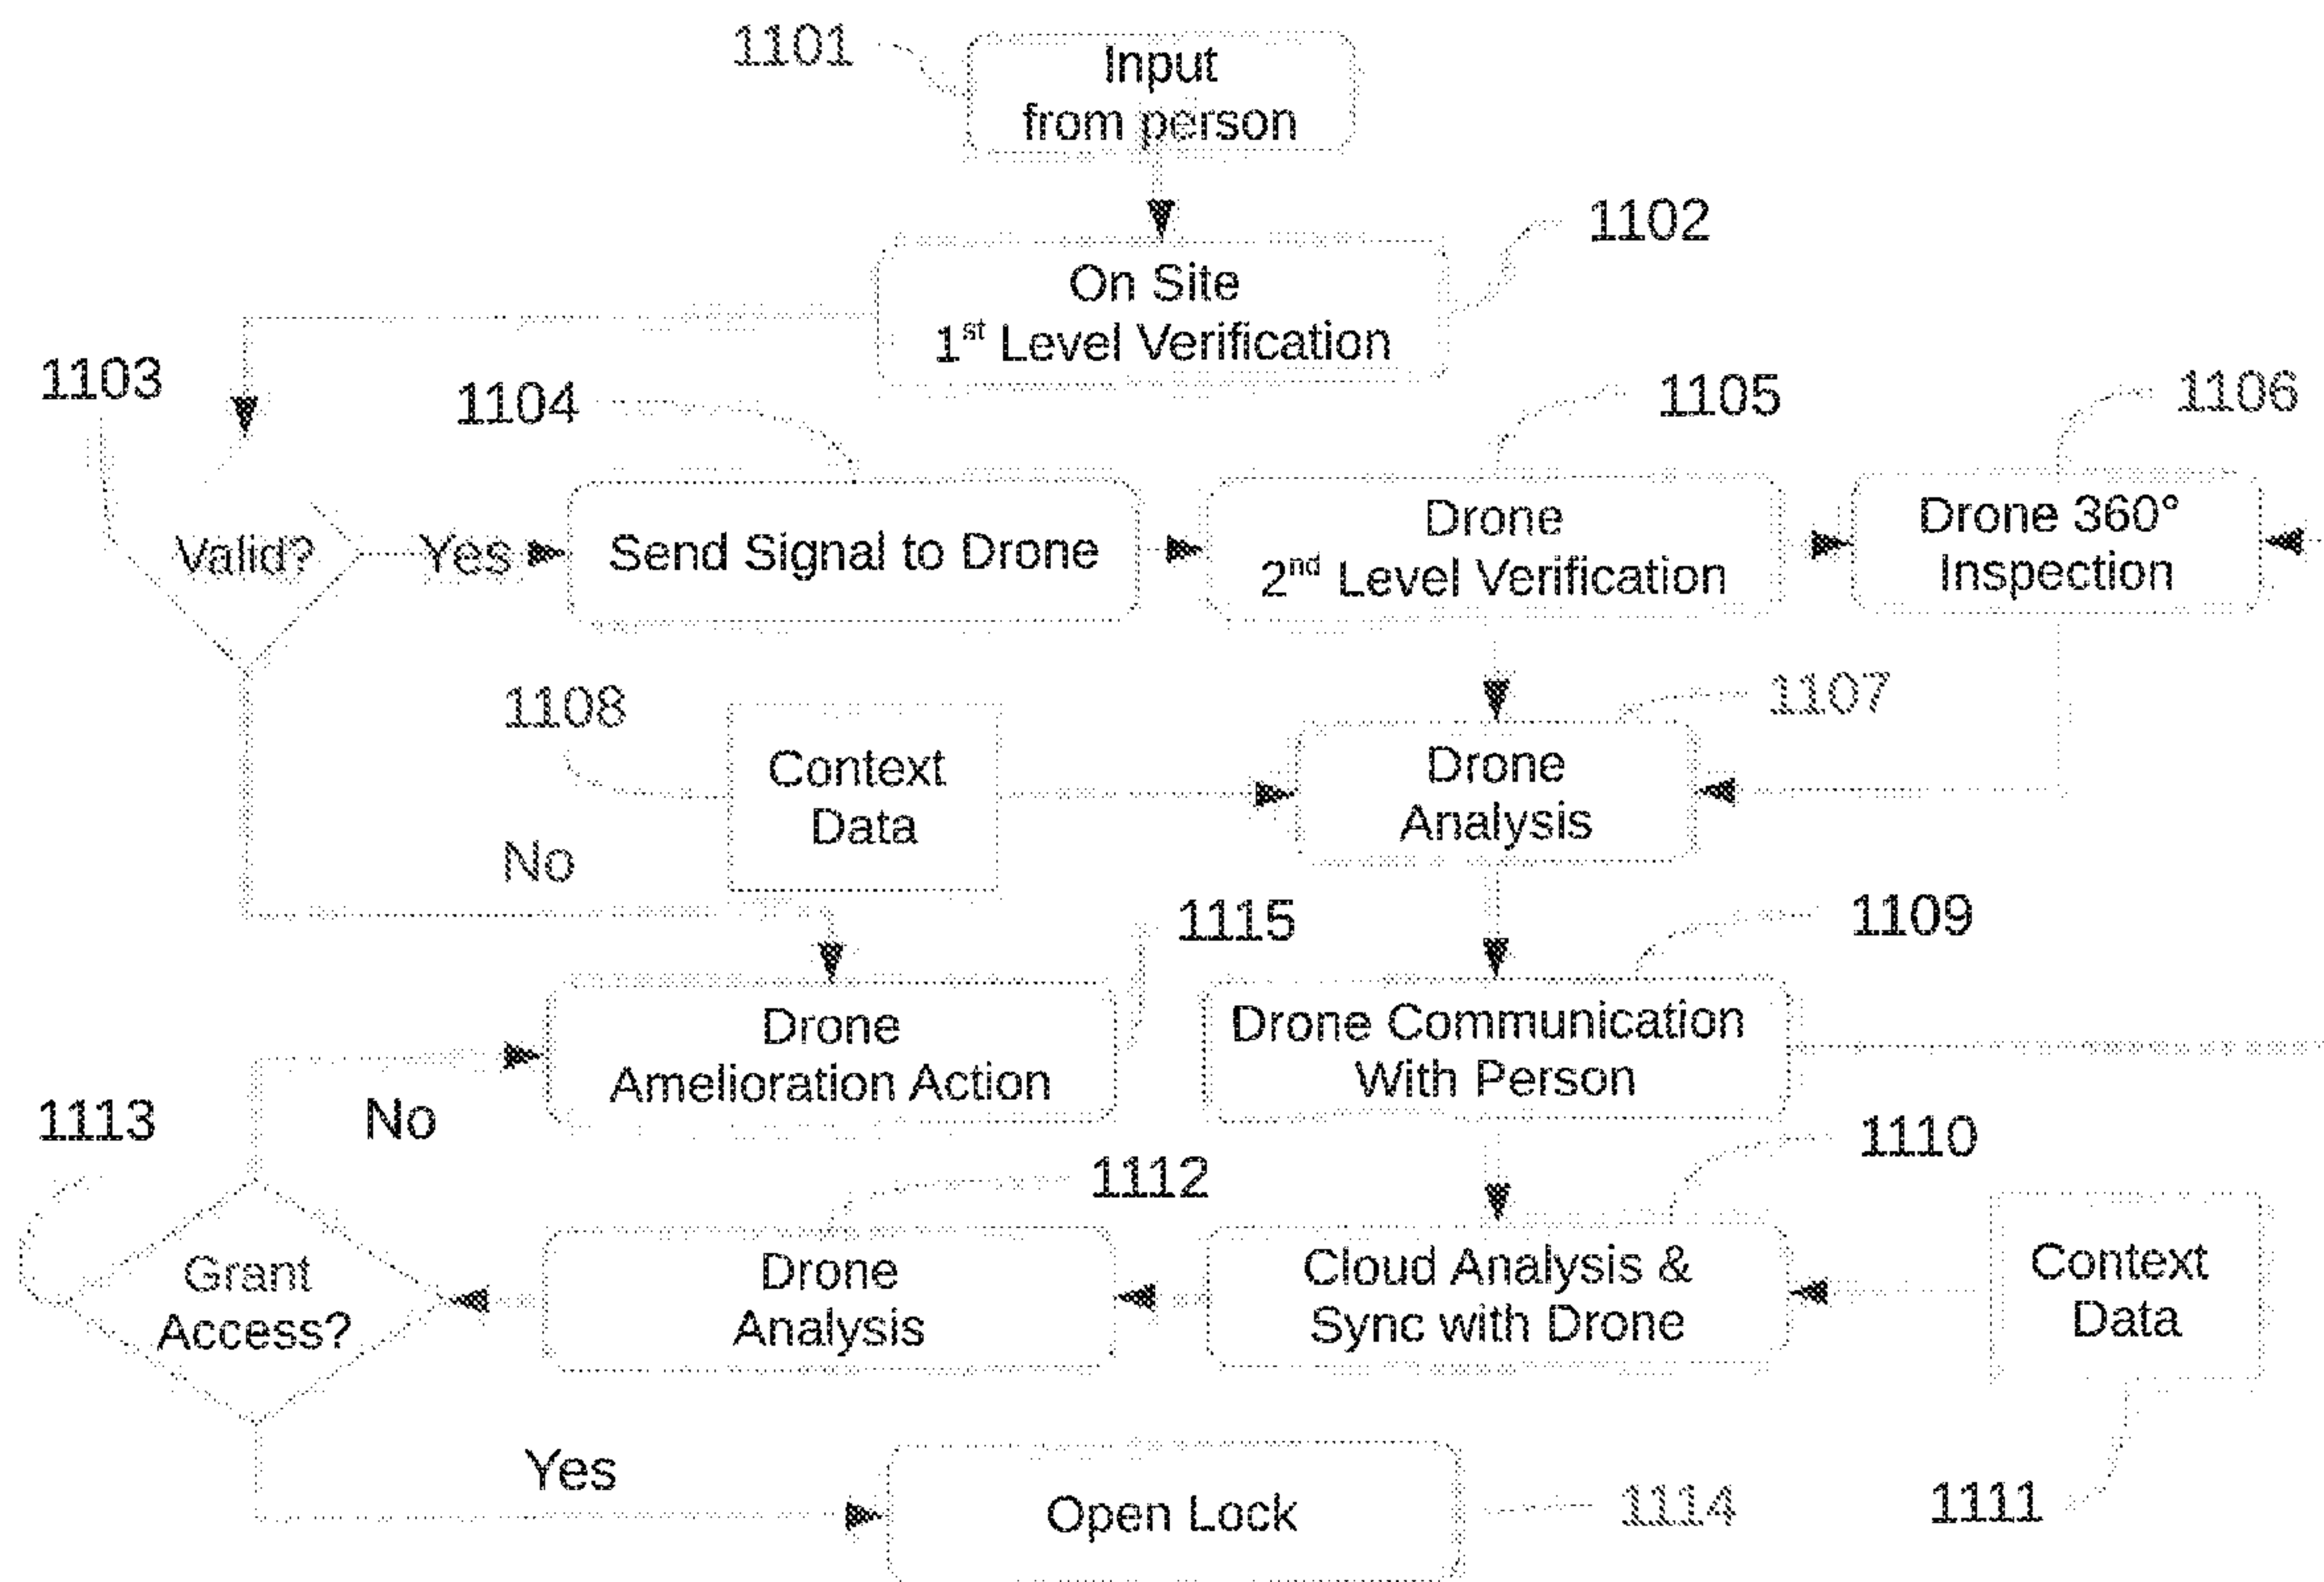 1101
Input
from person
1102
On Site
1st Level Verification
1103
1104
1105
1106
Valid?
Yes
Send Signal to Drone
Drone
2nd Level Verification
Drone 360°
Inspection
1108
Context
Data
1107
Drone
Analysis
No
1115
1109
Drone
Amelioration Action
Drone Communication
With Person
1113
No
1112
1110
Grant
Access?
Drone
Analysis
Cloud Analysis &
Sync with Drone
Context
Data
Yes
Open Lock
1114
1111